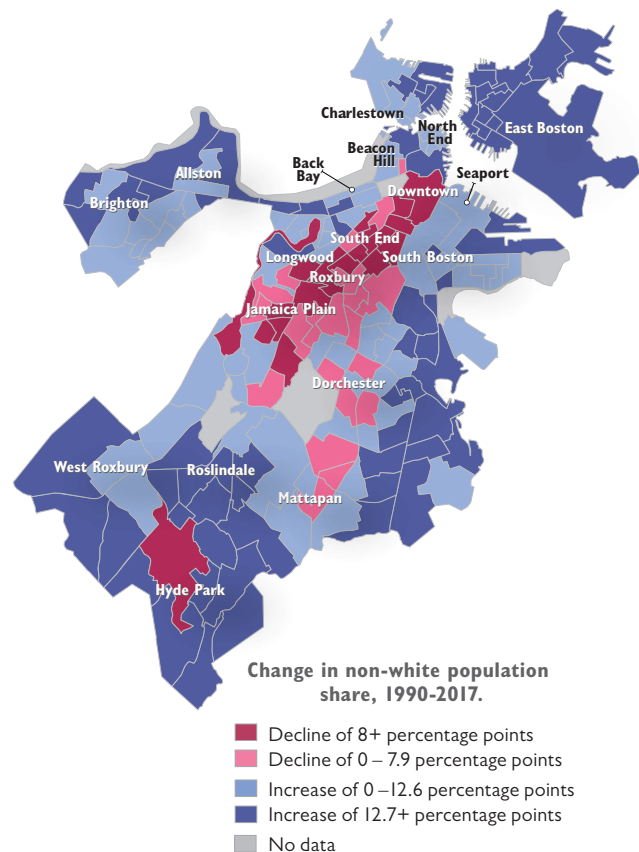 Charlestown
North
End
East Boston
Beacon
Hill
Back
Bay
Seaport
Allston
Downtown
Brighton
South End
Longwood
South Boston
Roxbury
Jamaica Plain
Dorchester
West Roxbury
Roslindale
Mattapan
Hyde Park
Change in non-white population
share, 1990-2017.
Decline of 8+ percentage points
Decline of 0 – 7.9 percentage points
Increase of 0 –12.6 percentage points
Increase of 12.7+ percentage points
No data